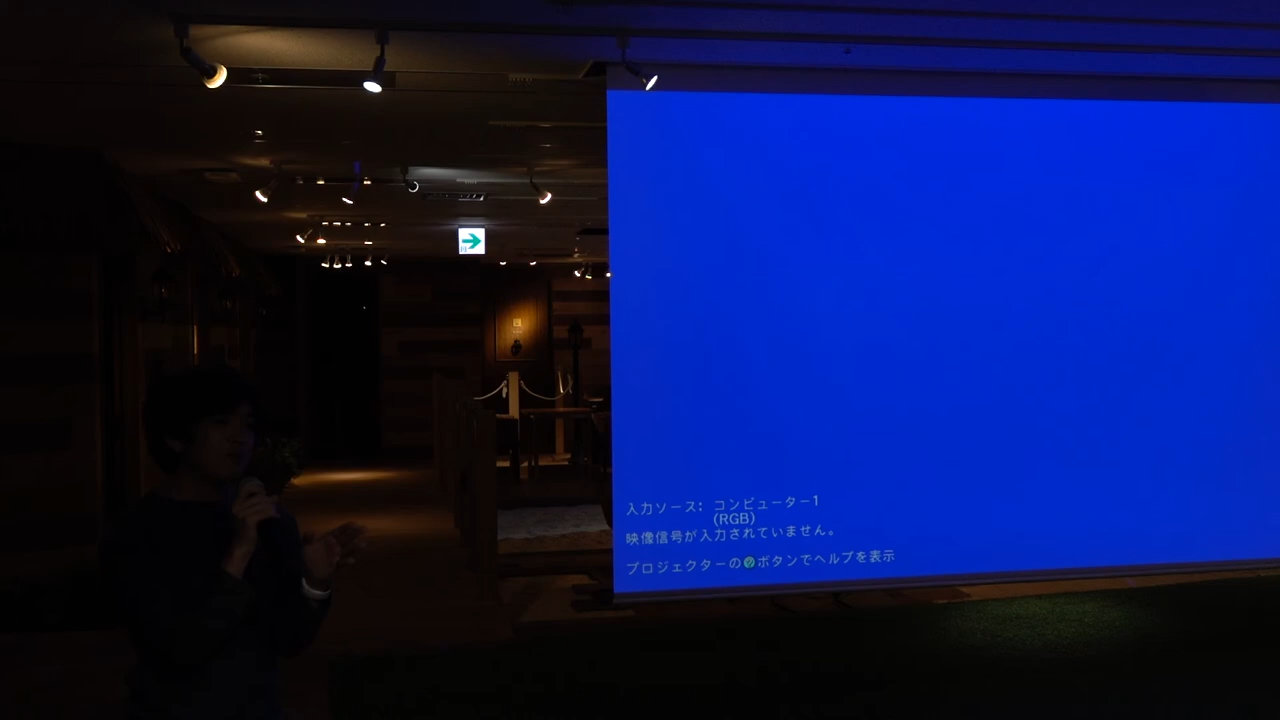 入力ソース: コンピューター1
(RGB)
映像信号が入力されていません。
プロジェクターの❷ボタンでヘルプを表示